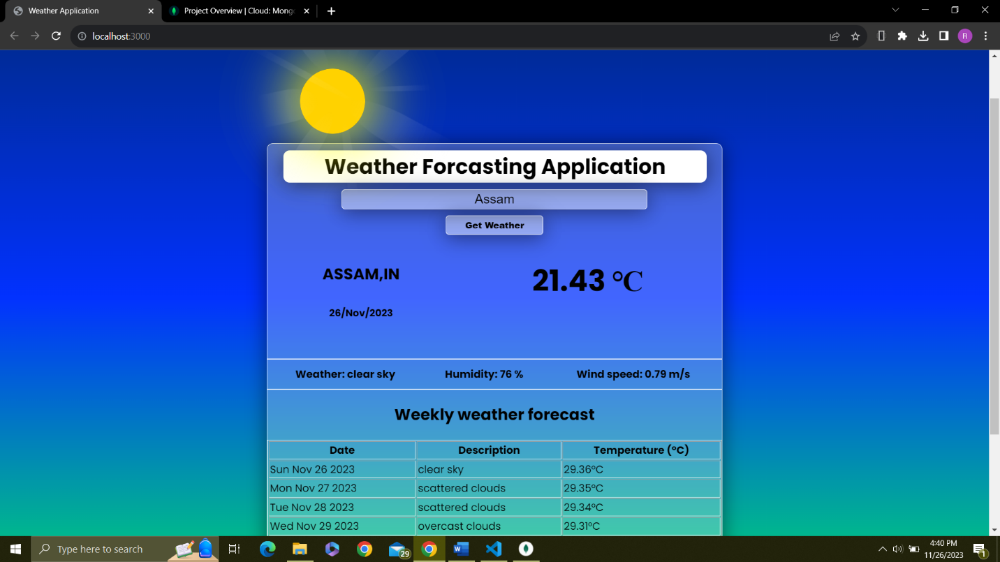 Weather Application
Project Overview | Cloud: Mong
localhost:3000
R
Weather Forcasting Application
Assam
Get Weather
ASSAM,IN
21.43 °C
26/Nov/2023
Weather: clear sky Humidity: 76 % Wind speed: 0.79 m/s
Weekly weather forecast
Date Description Temperature (°C)
Sun Nov 26 2023 clear sky 29.36°C
Mon Nov 27 2023 scattered clouds 29.35°C
Tue Nov 28 2023 scattered clouds 29.34°C
Wed Nov 29 2023 overcast clouds 29.31°C
Type here to search
29
4:40 PM
11/26/2023
1